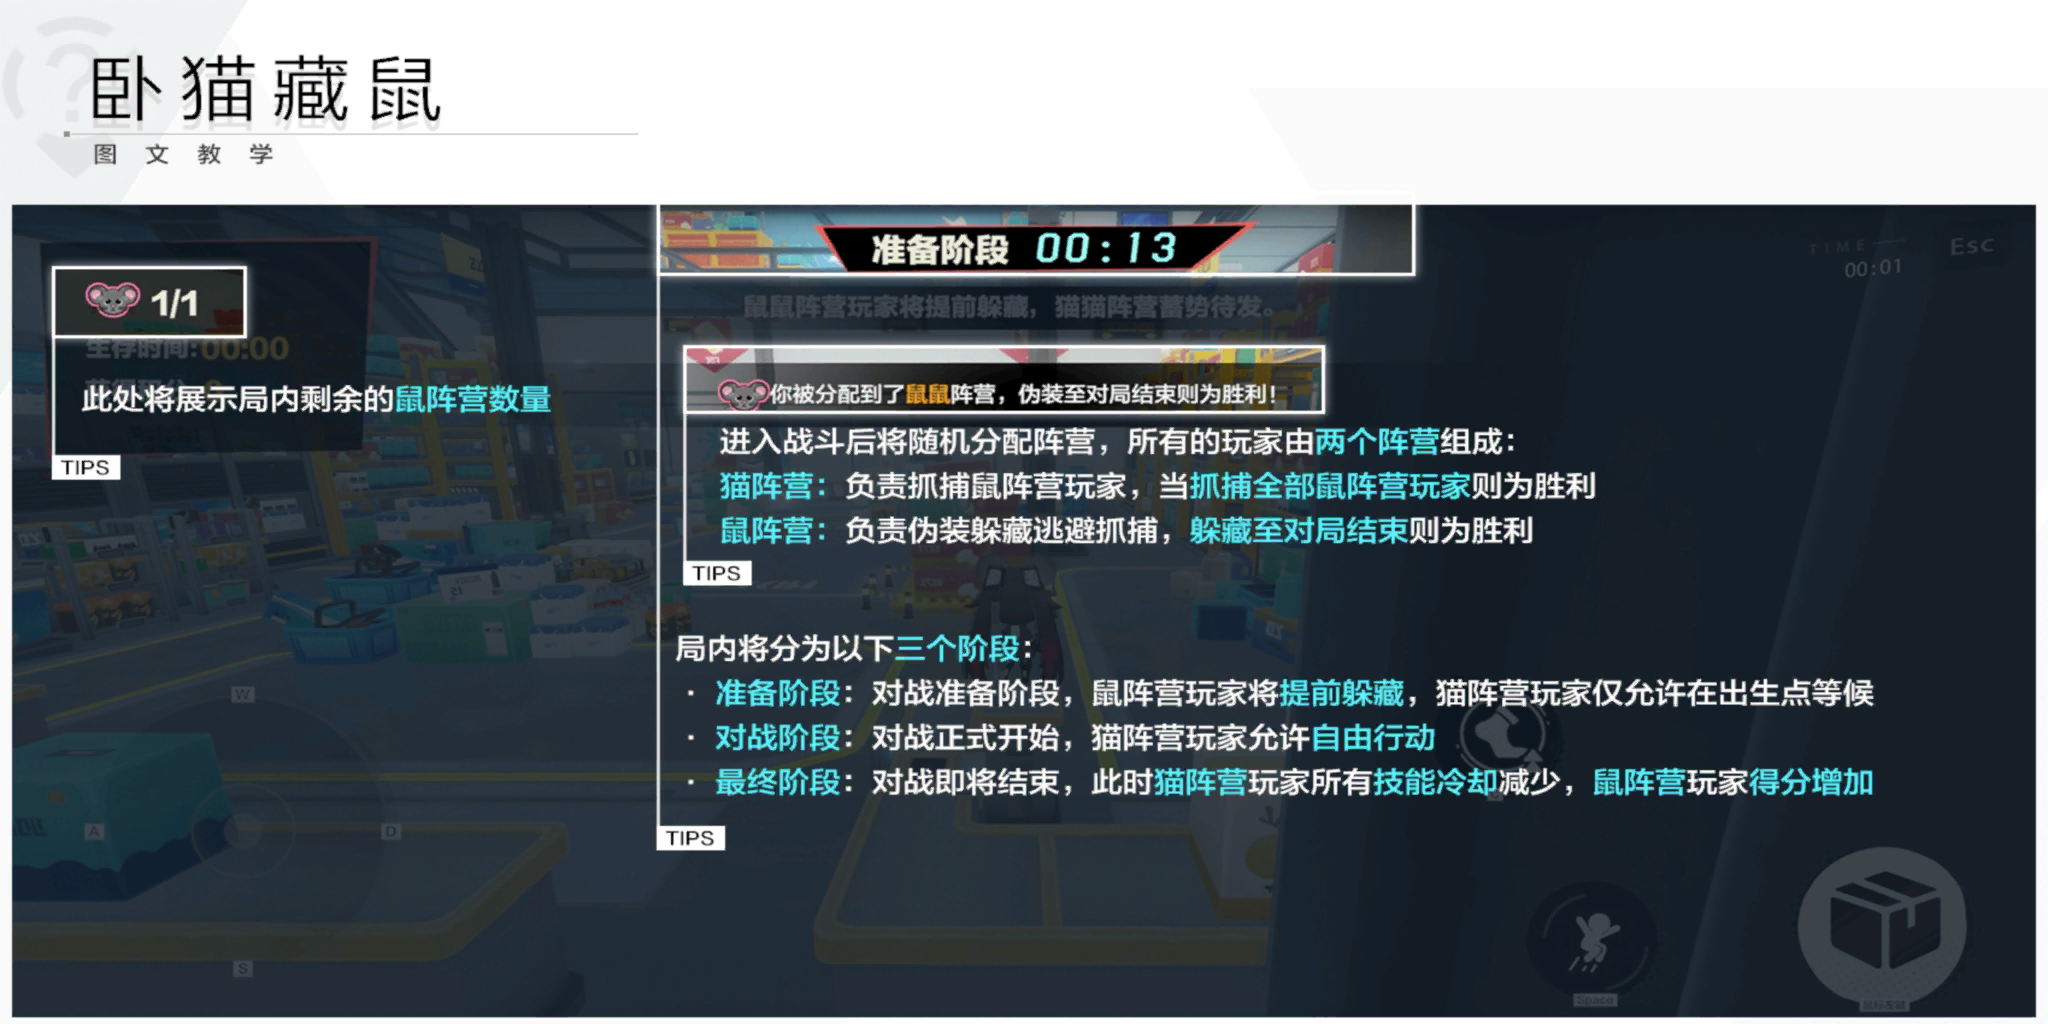 卧猫藏鼠
图文教学
1/1
生存时间:00:00
此处将展示局内剩余的鼠阵营数量
TIPS
准备阶段 00:13
鼠鼠阵营玩家将提前躲藏，猫猫阵营蓄势待发。
TIME
00:01
Esc
你被分配到了鼠鼠阵营，伪装至对局结束则为胜利！
进入战斗后将随机分配阵营，所有的玩家由两个阵营组成：
猫阵营：负责抓捕鼠阵营玩家，当抓捕全部鼠阵营玩家则为胜利
鼠阵营：负责伪装躲藏逃避抓捕，躲藏至对局结束则为胜利
TIPS
局内将分为以下三个阶段：
· 准备阶段：对战准备阶段，鼠阵营玩家将提前躲藏，猫阵营玩家仅允许在出生点等候
· 对战阶段：对战正式开始，猫阵营玩家允许自由行动
· 最终阶段：对战即将结束，此时猫阵营玩家所有技能冷却减少，鼠阵营玩家得分增加
TIPS
W
A
D
S
Space
鼠标左键